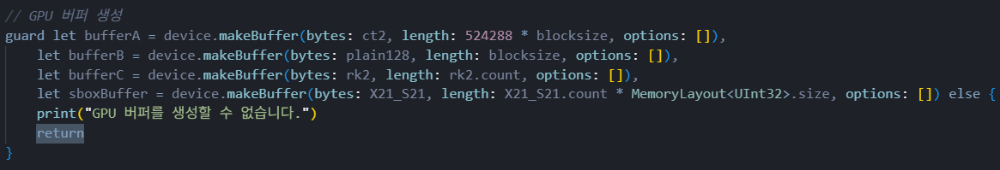 // GPU 버퍼 생성
guard let bufferA = device.makeBuffer(bytes: ct2, length: 524288 * blocksize, options: []),
    let bufferB = device.makeBuffer(bytes: plain128, length: blocksize, options: []),
    let bufferC = device.makeBuffer(bytes: rk2, length: rk2.count, options: []),
    let sboxBuffer = device.makeBuffer(bytes: X21_S21, length: X21_S21.count * MemoryLayout<UInt32>.size, options: []) else {
    print("GPU 버퍼를 생성할 수 없습니다.")
    return
}